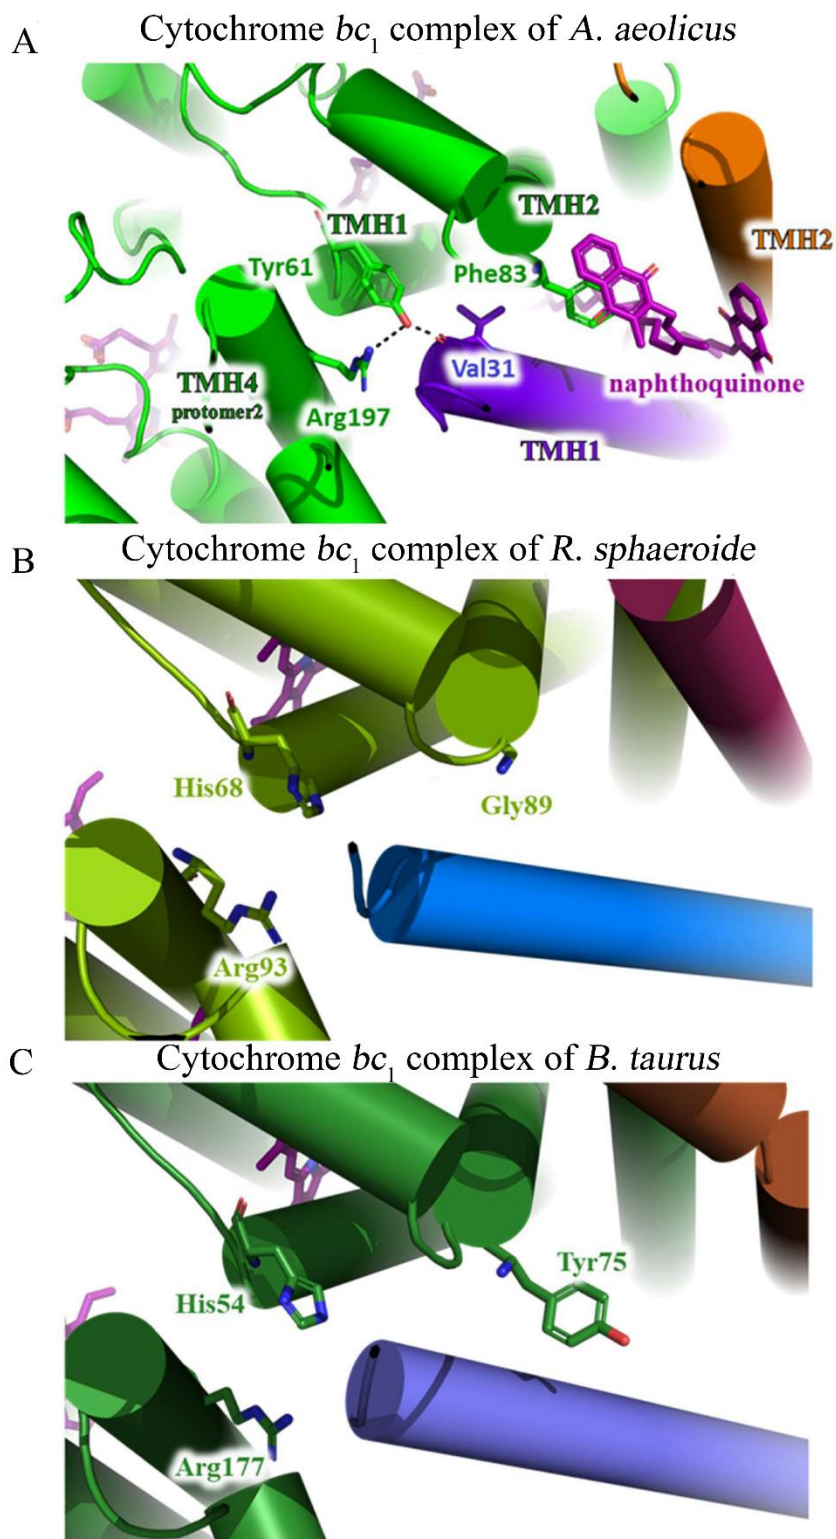 A
Cytochrome bc1 complex of A. aeolicus
TMH1
TMH2
TMH2
Tyr61
Phe83
Val31
TMH4
protomer2
naphthoquinone
Arg197
TMH1
B
Cytochrome bc1 complex of R. sphaeroide
His68
Gly89
Arg93
C
Cytochrome bc1 complex of B. taurus
Tyr75
His54
Arg177